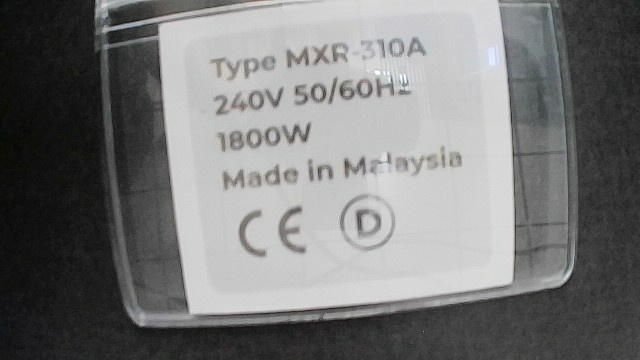 Type MXR-310A
240V 50/60Hz
1800W
Made in Malaysia
CE D